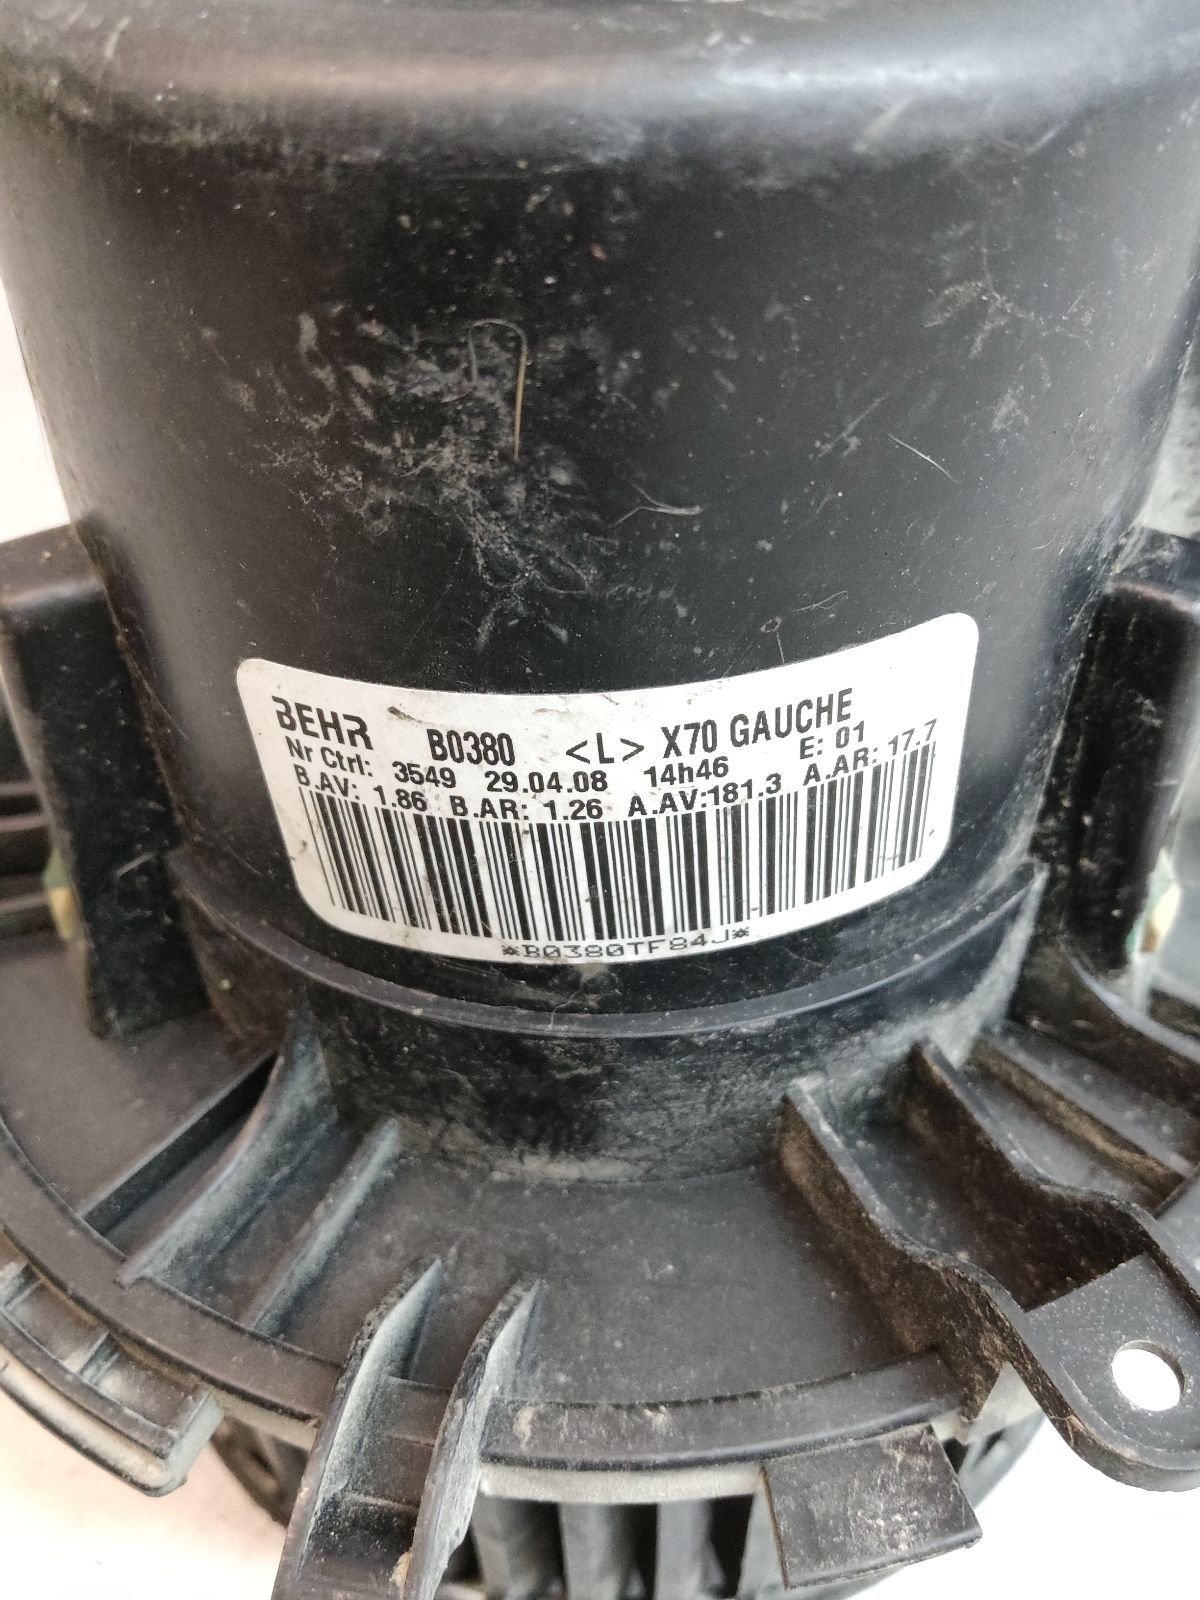 BEHR B0380 <L> X70 GAUCHE
Nr Ctrl: 3549 29.04.08 14h46 E: 01
B.AV: 1.86 B.AR: 1.26 A.AV:181.3 A.AR: 17.7
*B0380TF84J*